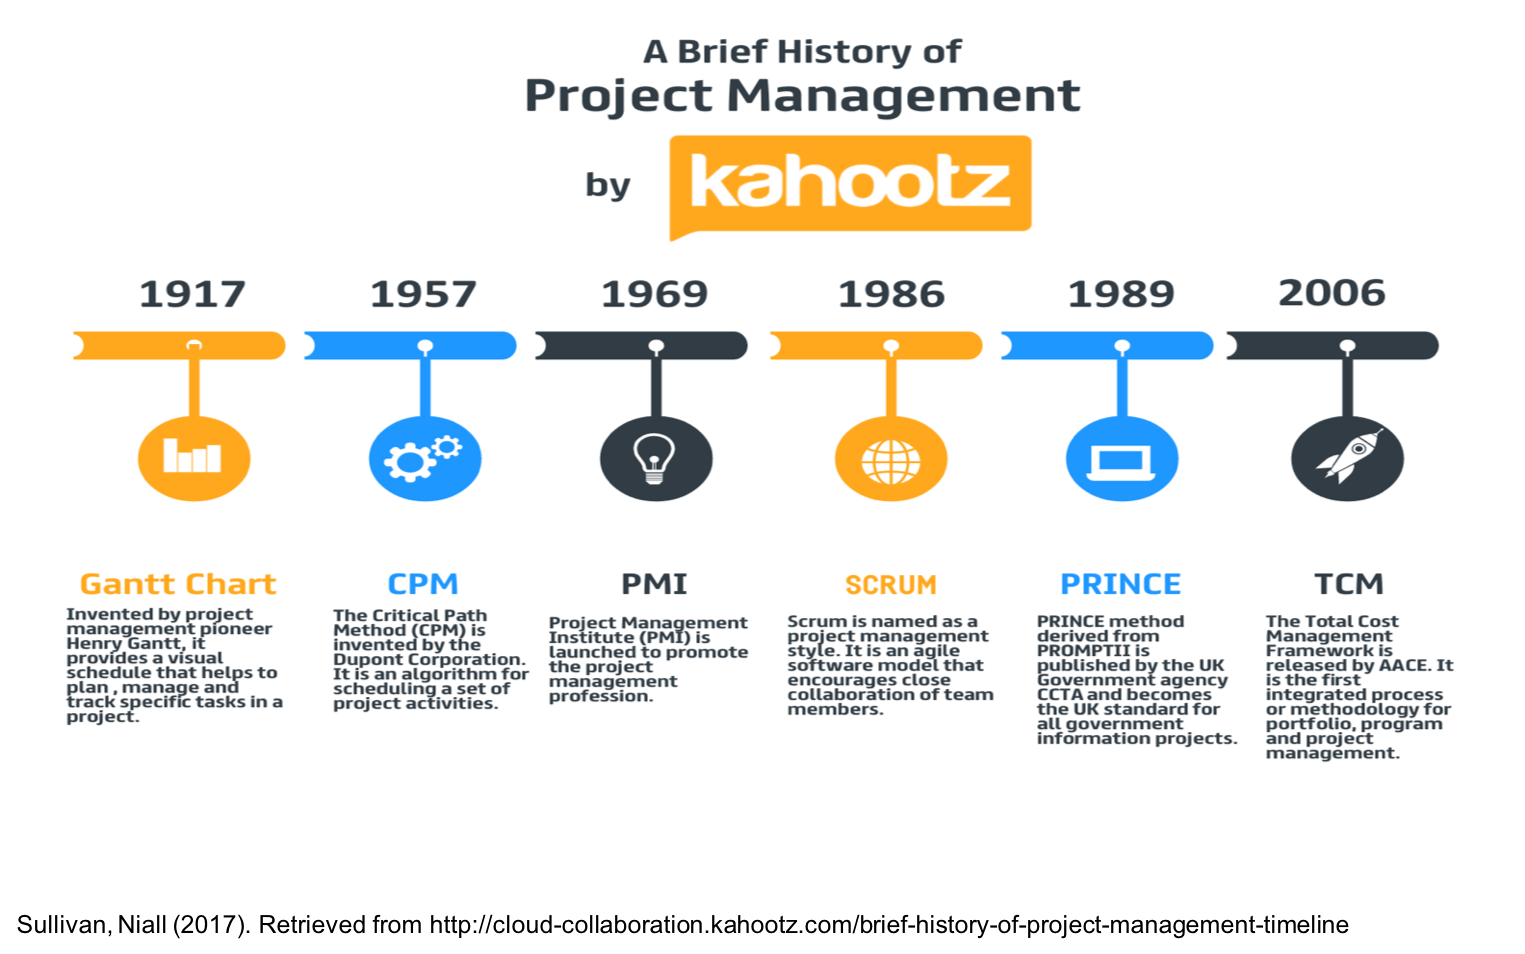 A Brief History of
Project Management
by kahootz
1917
1957
1969
1986
1989
2006
Gantt Chart
Invented by project
management pioneer
Henry Gantt, it
provides a visual
schedule that helps to
plan , manage and
track specific tasks in a
project.
CPM
The Critical Path
Method (CPM) is
invented by the
Dupont Corporation.
It is an algorithm for
scheduling a set of
project activities.
PMI
Project Management
Institute (PMI) is
launched to promote
the project
management
profession.
SCRUM
Scrum is named as a
project management
style. It is an agile
software model that
encourages close
collaboration of team
members.
PRINCE
PRINCE method
derived from
PROMPTII is
published by the UK
Government agency
CCTA and becomes
the UK standard for
all government
information projects.
TCM
The Total Cost
Management
Framework is
released by AACE. It
is the first
integrated process
or methodology for
portfolio, program
and project
management.
Sullivan, Niall (2017). Retrieved from http://cloud-collaboration.kahootz.com/brief-history-of-project-management-timeline